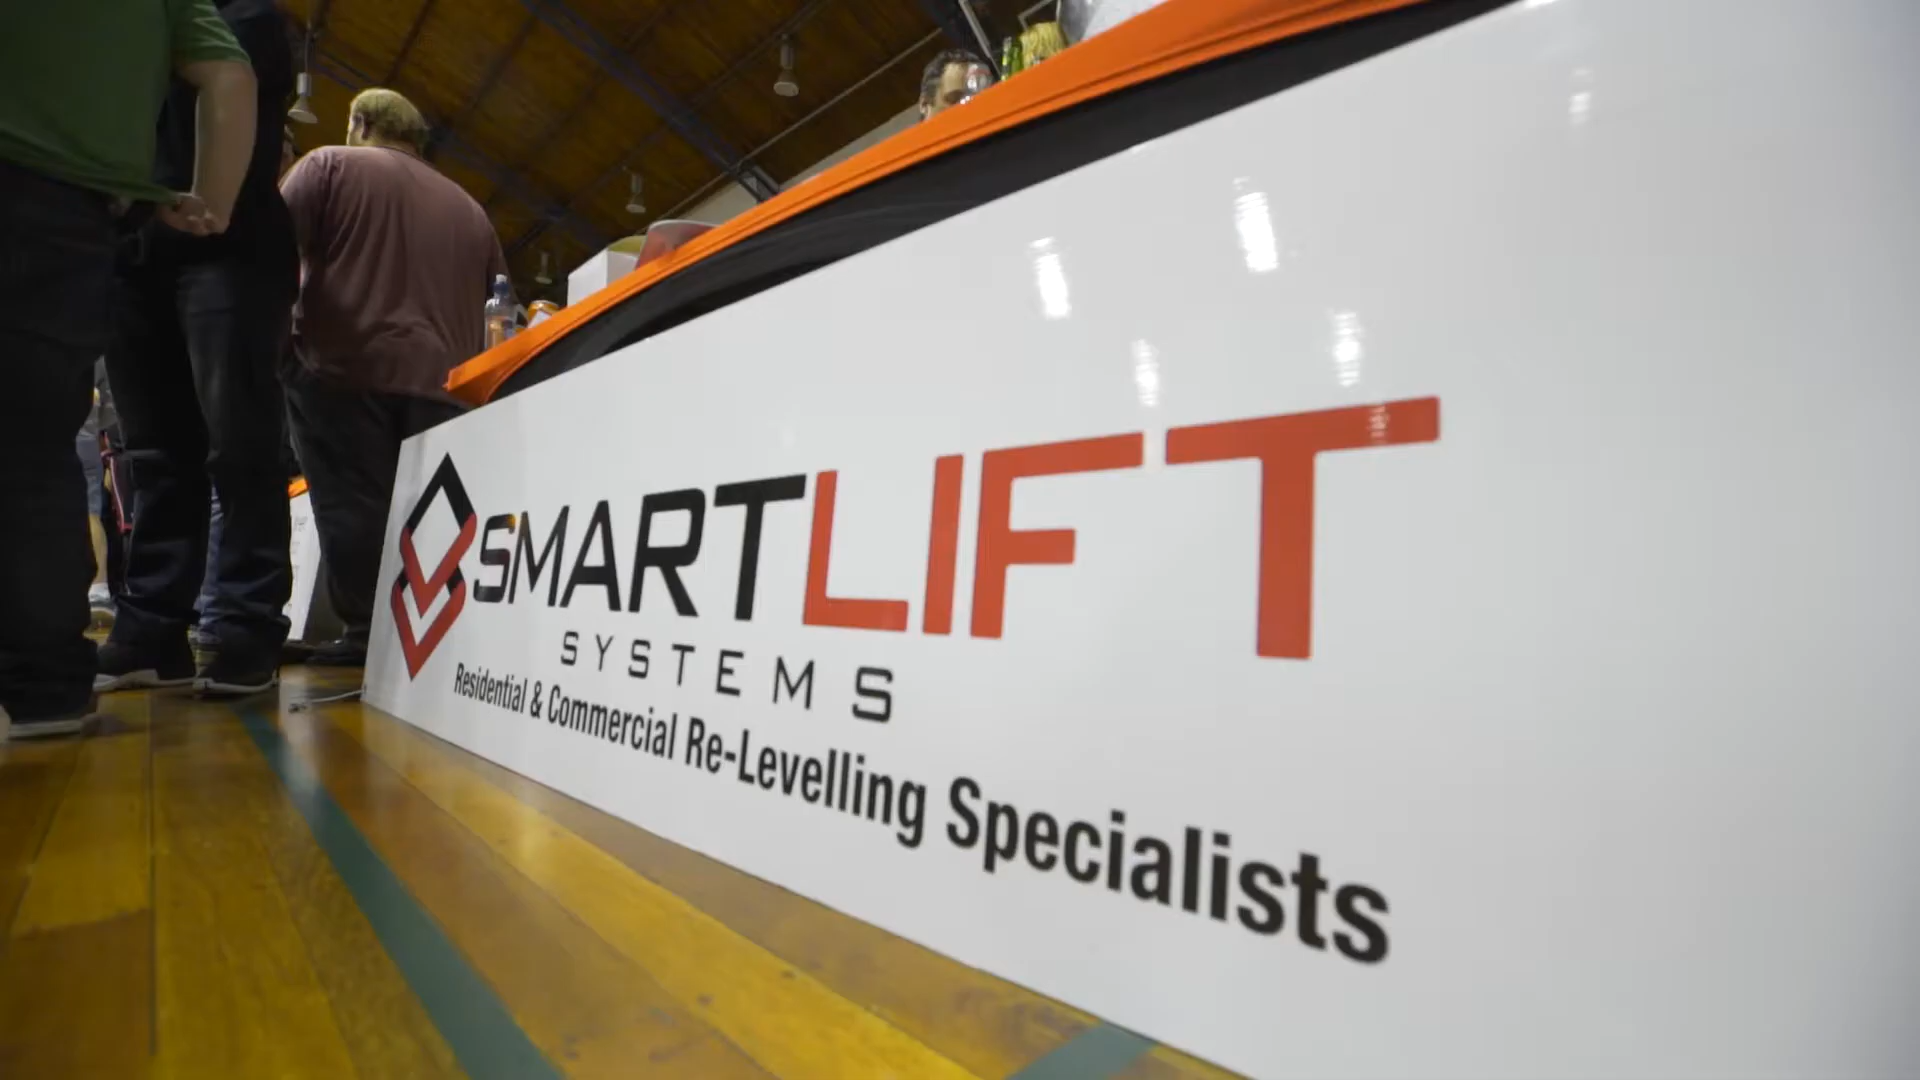 SMARTLIFT
SYSTEMS
Residential & Commercial Re-Levelling Specialists